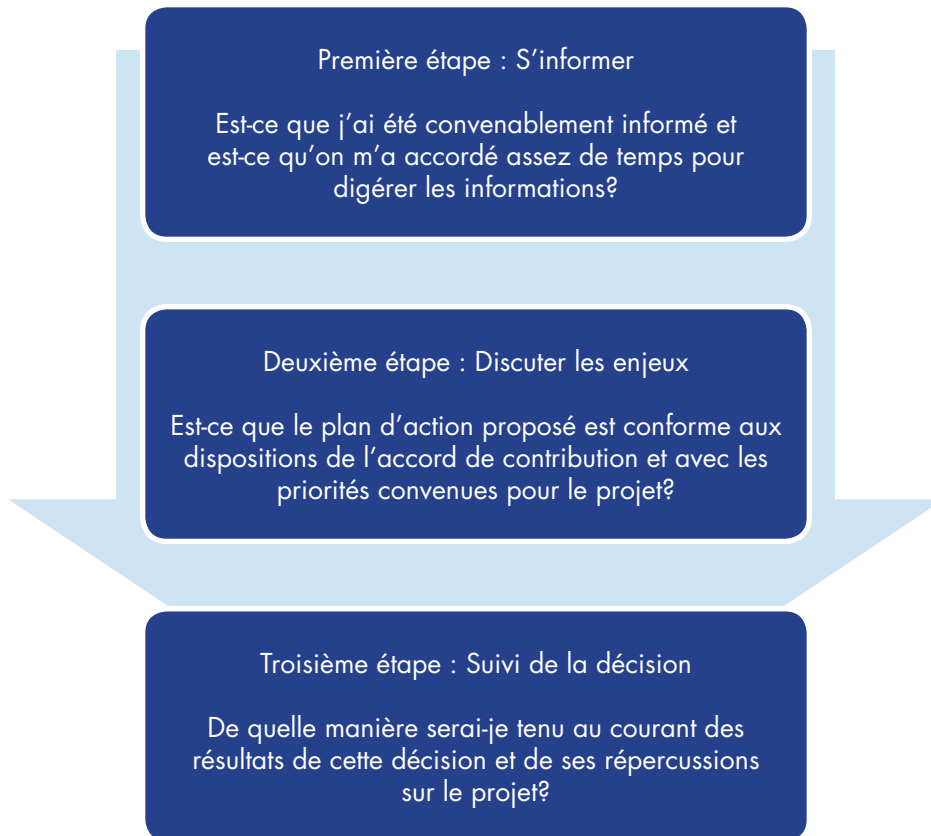 Première étape : S’informer
Est-ce que j’ai été convenablement informé et
est-ce qu’on m’a accordé assez de temps pour
digérer les informations?
Deuxième étape : Discuter les enjeux
Est-ce que le plan d’action proposé est conforme aux
dispositions de l’accord de contribution et avec les
priorités convenues pour le projet?
Troisième étape : Suivi de la décision
De quelle manière serai-je tenu au courant des
résultats de cette décision et de ses répercussions
sur le projet?